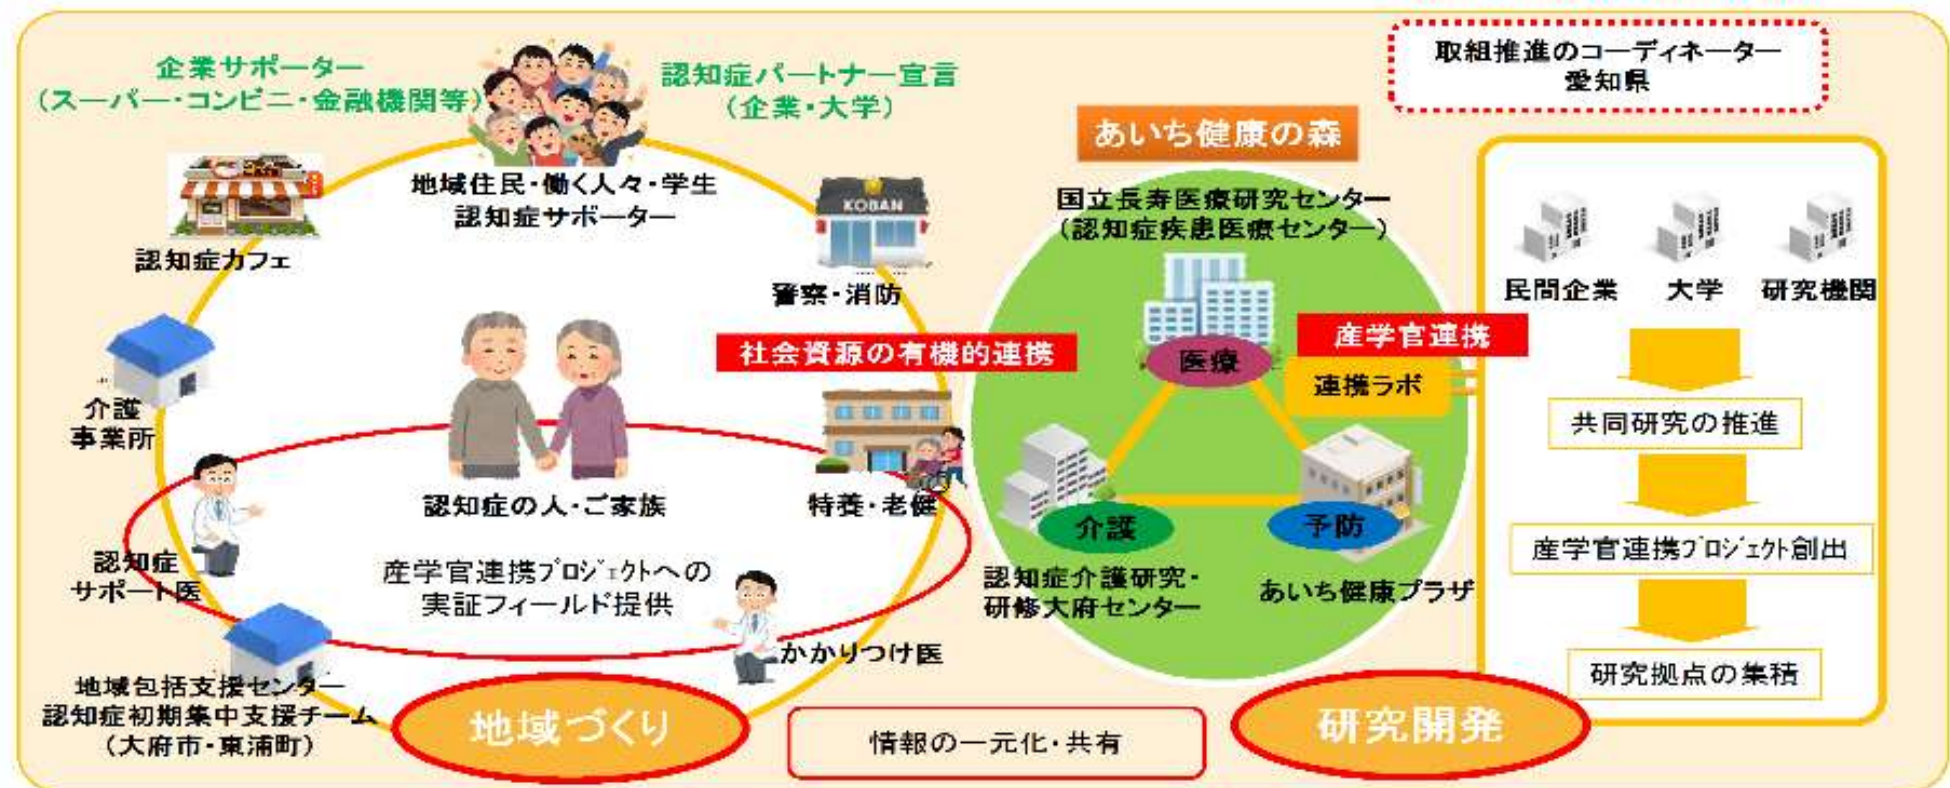 企業サポーター
(スーパー・コンビニ・金融機関等)
認知症パートナー宣言
(企業・大学)
取組推進のコーディネーター
愛知県
地域住民・働く人々・学生
認知症サポーター
認知症カフェ
KOBAN
警察・消防
介護
事業所
認知症の人・ご家族
社会資源の有機的連携
特養・老健
認知症
サポート医
産学官連携プロジェクトへの
実証フィールド提供
かかりつけ医
地域包括支援センター
認知症初期集中支援チーム
(大府市・東浦町)
地域づくり
あいち健康の森
国立長寿医療研究センター
(認知症疾患医療センター)
医療
産学官連携
連携ラボ
介護
予防
認知症介護研究・
研修大府センター
あいち健康プラザ
民間企業 大学 研究機関
共同研究の推進
産学官連携プロジェクト創出
研究拠点の集積
研究開発
情報の一元化・共有